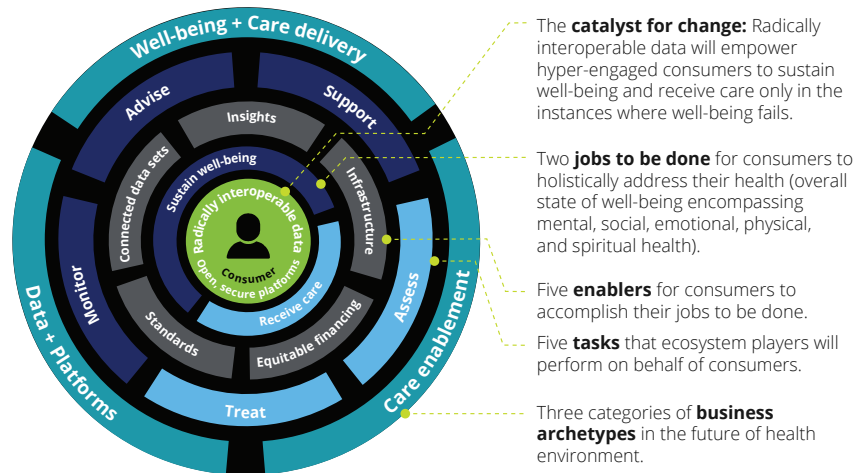 Well-being + Care delivery
Data + Platforms
Care enablement
Advise
Support
Monitor
Assess
Treat
Insights
Connected data sets
Infrastructure
Standards
Equitable financing
Sustain well-being
Receive care
Radically interoperable data
Consumer
Open, secure platforms
The catalyst for change: Radically
interoperable data will empower
hyper-engaged consumers to sustain
well-being and receive care only in the
instances where well-being fails.
Two jobs to be done for consumers to
holistically address their health (overall
state of well-being encompassing
mental, social, emotional, physical,
and spiritual health).
Five enablers for consumers to
accomplish their jobs to be done.
Five tasks that ecosystem players will
perform on behalf of consumers.
Three categories of business
archetypes in the future of health
environment.